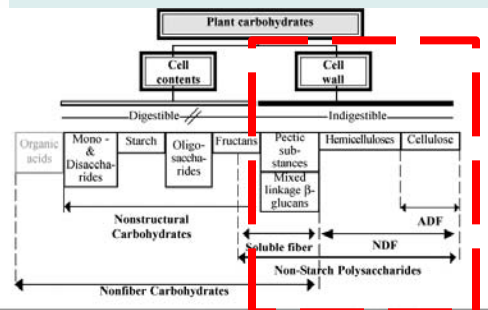 Plant carbohydrates
Cell
contents
Cell
wall
Digestible
Indigestible
Organic
acids
Mono -
&
Disaccha-
rides
Starch
Oligo-
saccha-
rides
Fructans
Pectic sub-
stances
Mixed
linkage β-
glucans
Hemicelluloses
Cellulose
Nonstructural
Carbohydrates
Soluble fiber
ADF
NDF
Non-Starch Polysaccharides
Nonfiber Carbohydrates